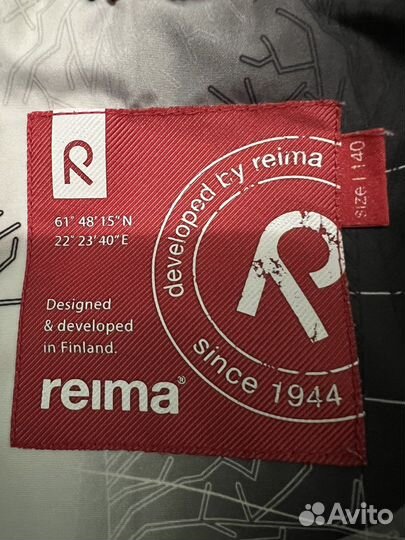 61° 48' 15" N
22° 23' 40" E
Designed
& developed
in Finland.
reima®
developed by reima
since 1944
size | 140
Avito